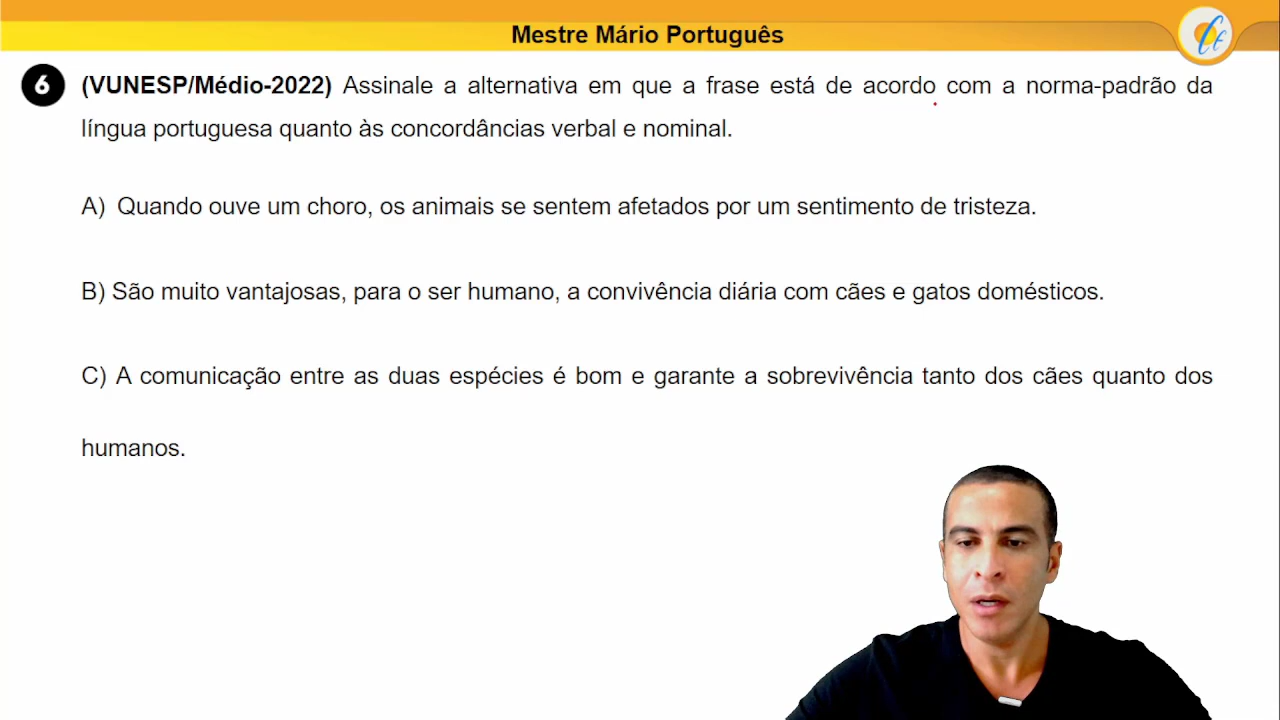 Mestre Mário Português
6 (VUNESP/Médio-2022) Assinale a alternativa em que a frase está de acordo com a norma-padrão da
língua portuguesa quanto às concordâncias verbal e nominal.
A) Quando ouve um choro, os animais se sentem afetados por um sentimento de tristeza.
B) São muito vantajosas, para o ser humano, a convivência diária com cães e gatos domésticos.
C) A comunicação entre as duas espécies é bom e garante a sobrevivência tanto dos cães quanto dos
humanos.